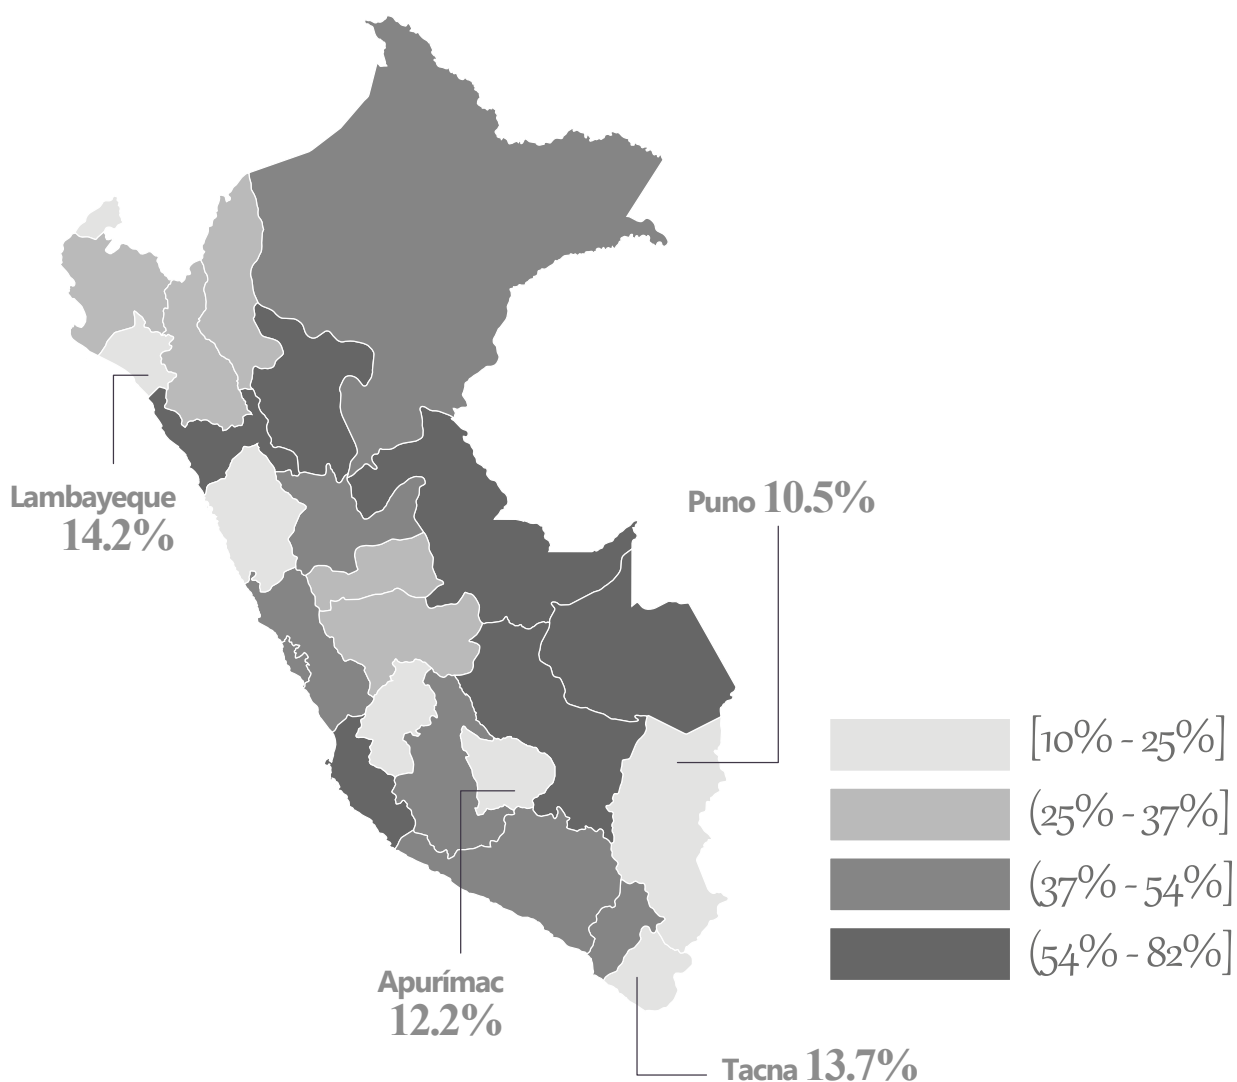 Lambayeque
14.2%
Puno 10.5%
[10% - 25%]
(25% - 37%]
(37% - 54%]
(54% - 82%]
Apurímac
12.2%
Tacna 13.7%